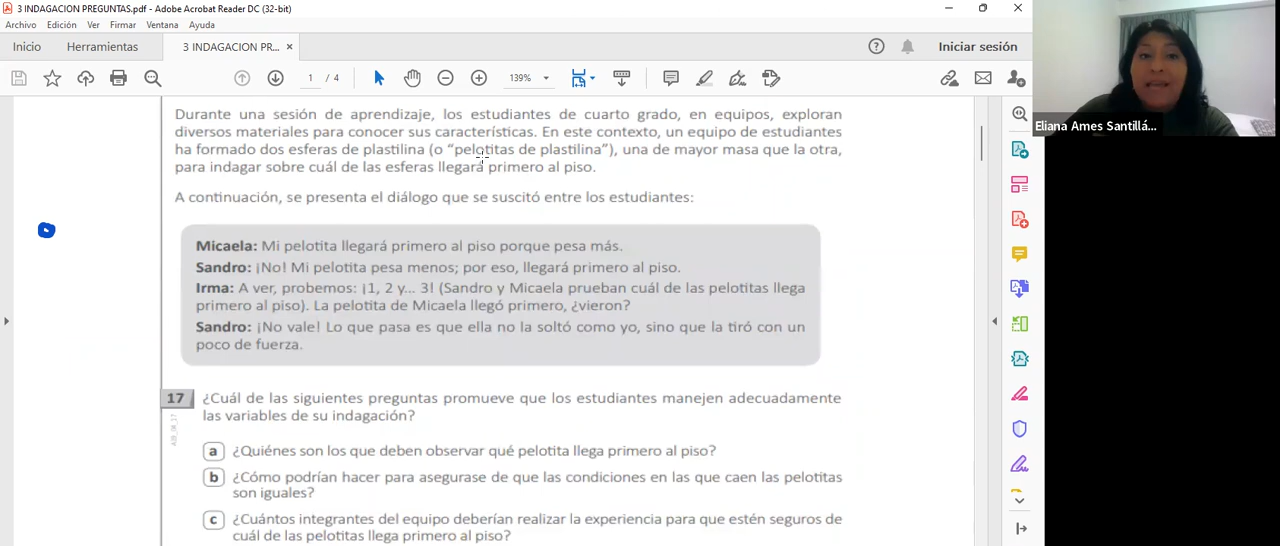 3 INDAGACION PREGUNTAS.pdf - Adobe Acrobat Reader DC (32-bit)
Archivo Edición Ver Firmar Ventana Ayuda
Inicio Herramientas 3 INDAGACION PR... × Iniciar sesión
1 / 4 139%
Eliana Ames Santillá...
Durante una sesión de aprendizaje, los estudiantes de cuarto grado, en equipos, exploran
diversos materiales para conocer sus características. En este contexto, un equipo de estudiantes
ha formado dos esferas de plastilina (o “pelotitas de plastilina”), una de mayor masa que la otra,
para indagar sobre cuál de las esferas llegará primero al piso.
A continuación, se presenta el diálogo que se suscitó entre los estudiantes:
Micaela: Mi pelotita llegará primero al piso porque pesa más.
Sandro: ¡No! Mi pelotita pesa menos; por eso, llegará primero al piso.
Irma: A ver, probemos: ¡1, 2 y... 3! (Sandro y Micaela prueban cuál de las pelotitas llega
primero al piso). La pelotita de Micaela llegó primero, ¿vieron?
Sandro: ¡No vale! Lo que pasa es que ella no la soltó como yo, sino que la tiró con un
poco de fuerza.
17 ¿Cuál de las siguientes preguntas promueve que los estudiantes manejen adecuadamente
las variables de su indagación?
a ¿Quiénes son los que deben observar qué pelotita llega primero al piso?
b ¿Cómo podrían hacer para asegurase de que las condiciones en las que caen las pelotitas
son iguales?
c ¿Cuántos integrantes del equipo deberían realizar la experiencia para que estén seguros de
cuál de las pelotitas llega primero al piso?